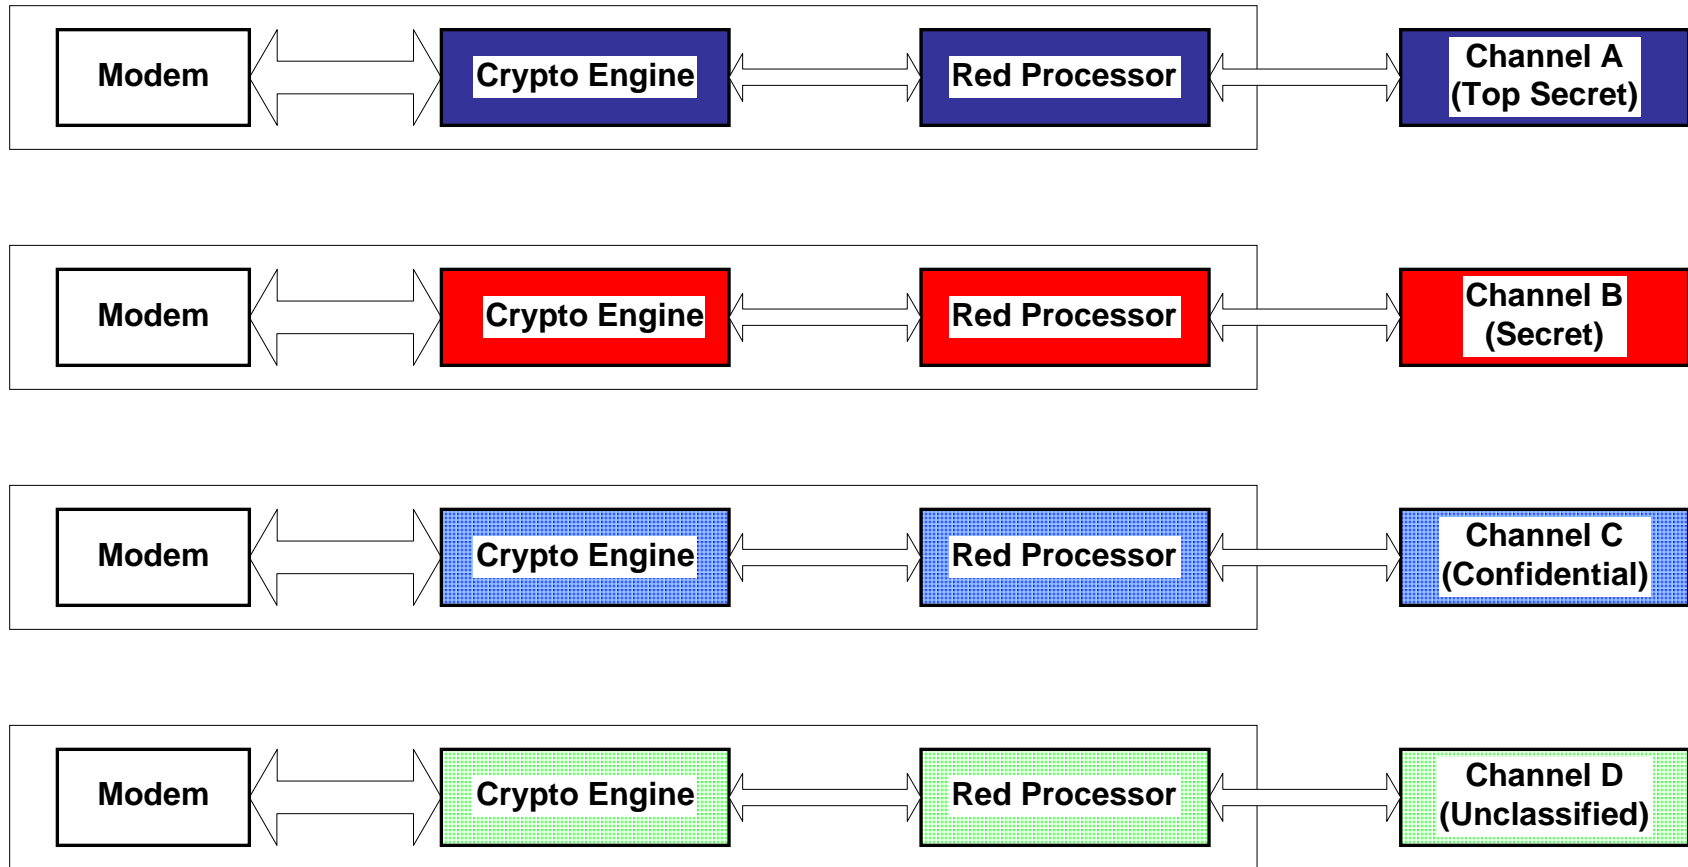 Modem
Crypto Engine
Red Processor
Channel A
(Top Secret)
Modem
Crypto Engine
Red Processor
Channel B
(Secret)
Modem
Crypto Engine
Red Processor
Channel C
(Confidential)
Modem
Crypto Engine
Red Processor
Channel D
(Unclassified)